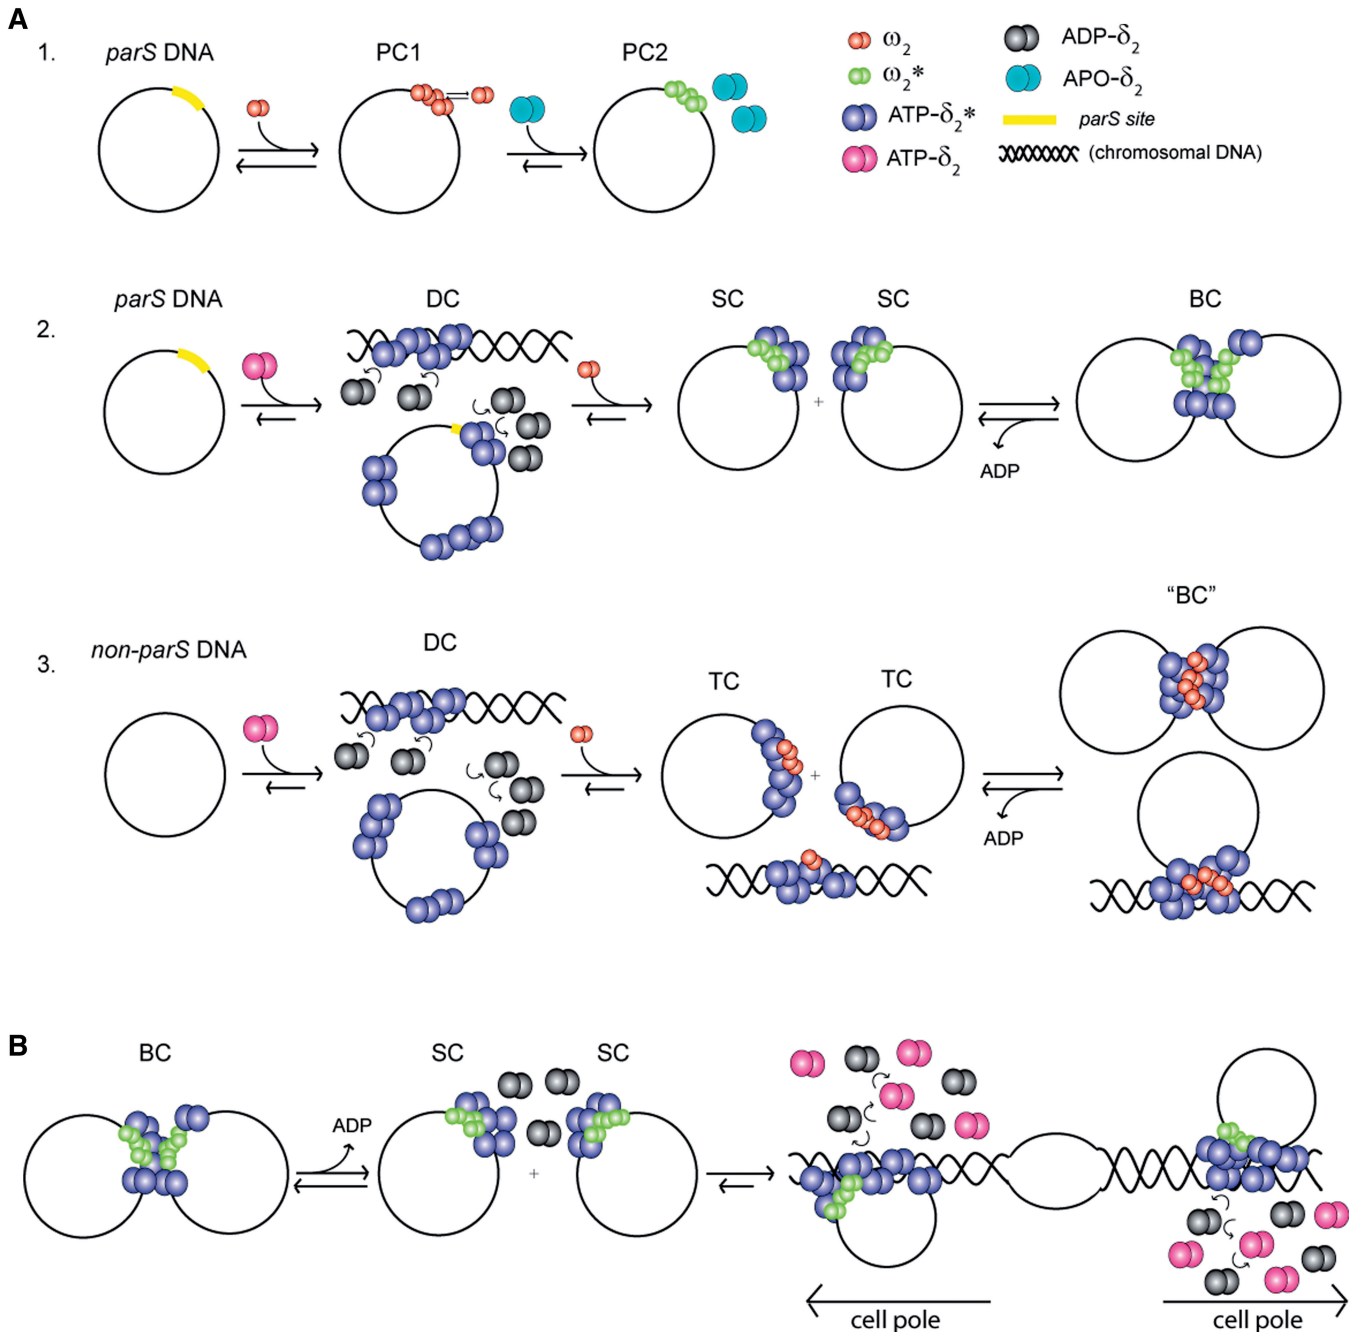 A
1.
parS DNA
PC1
PC2
ω₂
ω₂*
ATP-δ₂*
ATP-δ₂
ADP-δ₂
APO-δ₂
parS site
(chromosomal DNA)
2.
parS DNA
DC
SC
SC
BC
+
ADP
3.
non-parS DNA
DC
TC
TC
"BC"
+
ADP
B
BC
ADP
SC
SC
+
cell pole
cell pole